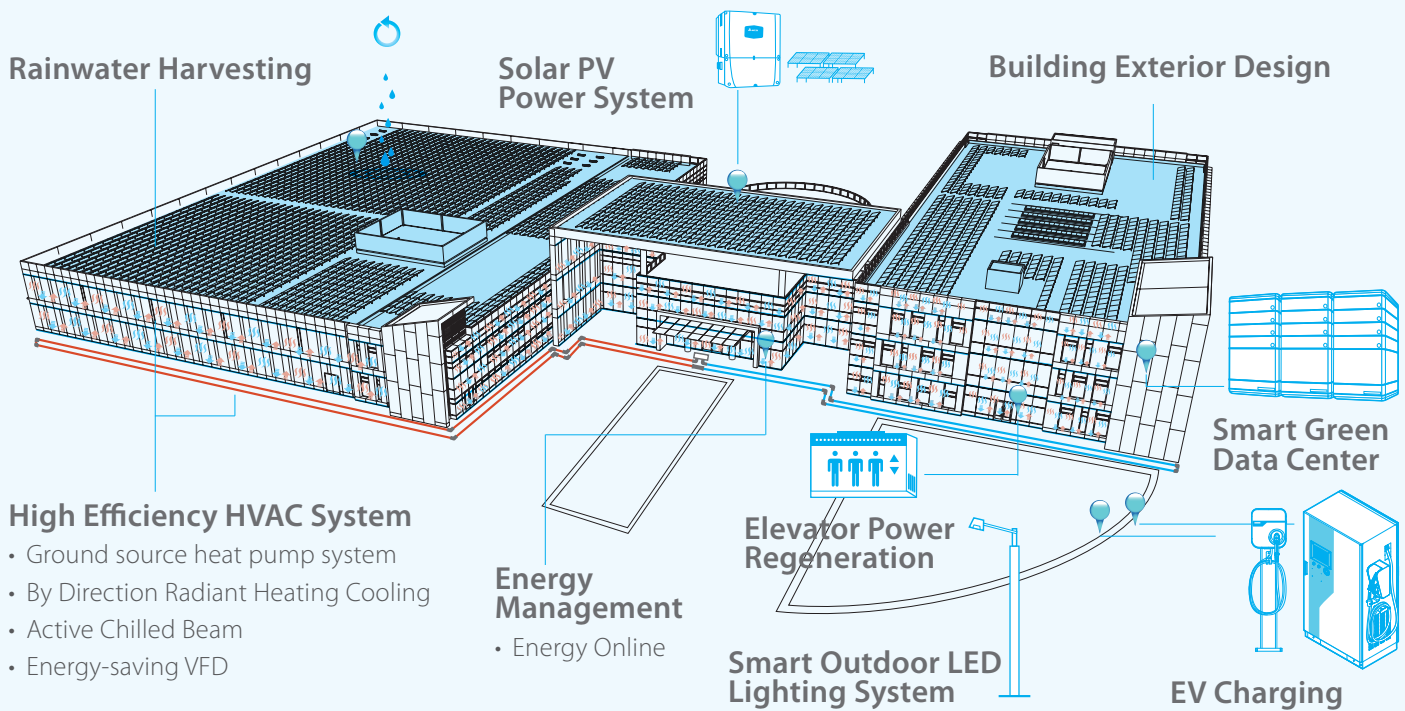 Rainwater Harvesting
Solar PV
Power System
Building Exterior Design
Smart Green
Data Center
High Efficiency HVAC System
• Ground source heat pump system
• By Direction Radiant Heating Cooling
• Active Chilled Beam
• Energy-saving VFD
Energy
Management
• Energy Online
Elevator Power
Regeneration
Smart Outdoor LED
Lighting System
EV Charging